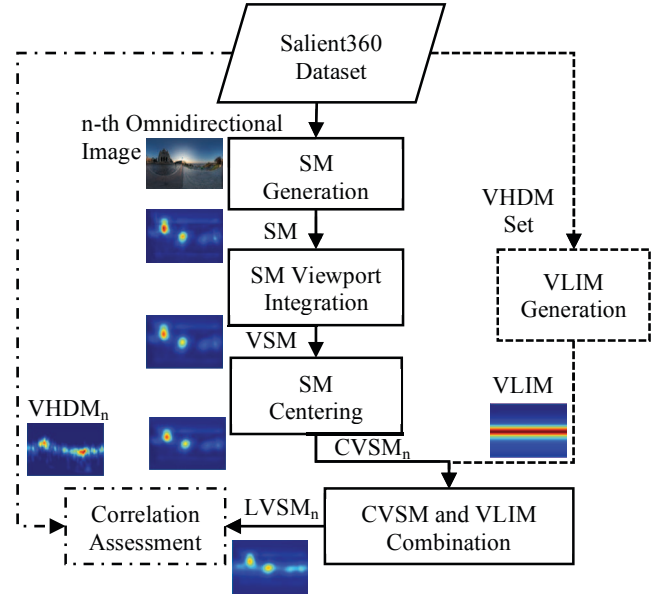 Salient360
Dataset
n-th Omnidirectional
Image
SM
Generation
VHDM
Set
SM
SM Viewport
Integration
VLIM
Generation
VSM
SM
Centering
VLIM
VHDMn
CVSMn
LVSMn
Correlation
Assessment
CVSM and VLIM
Combination